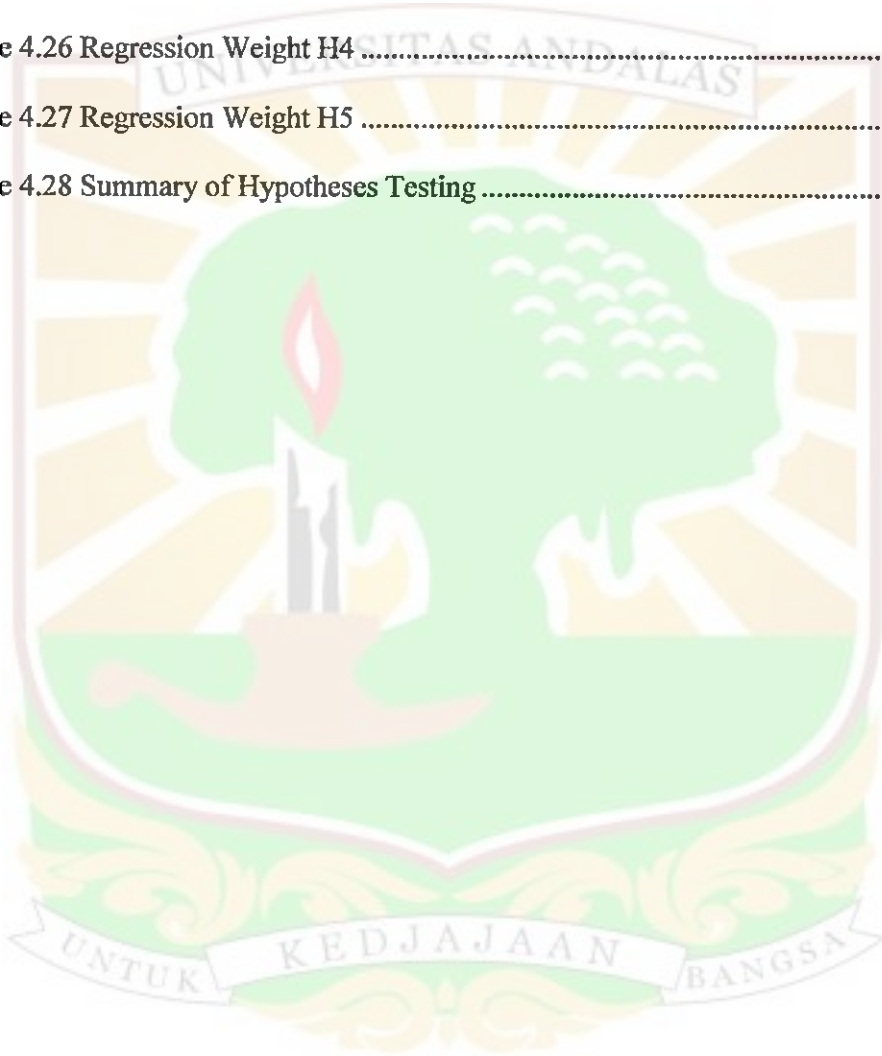 e 4.26 Regression Weight H4 ........................................................................
UNIVERSITAS ANDALAS
e 4.27 Regression Weight H5 ........................................................................
e 4.28 Summary of Hypotheses Testing ........................................................
UNTUK KEDJAJAAN BANGSA